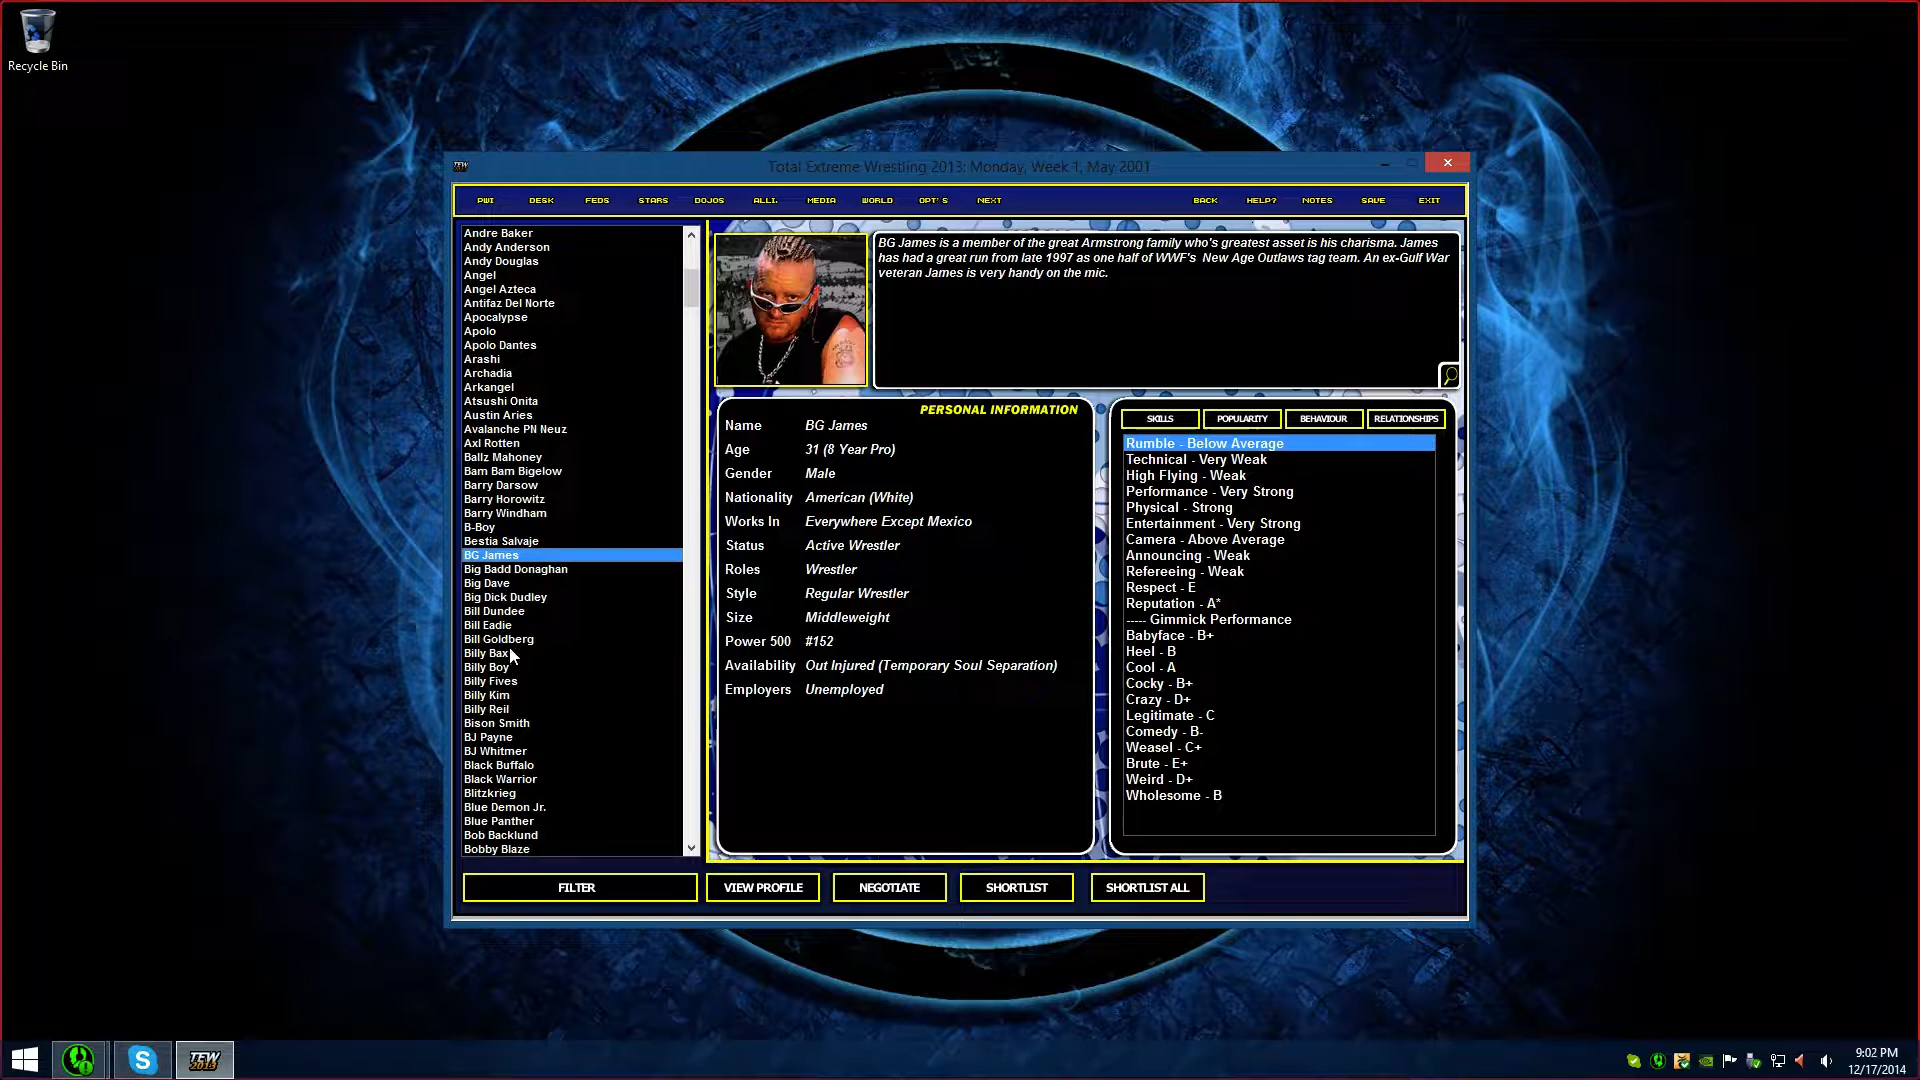 Recycle Bin
Total Extreme Wrestling 2013: Monday, Week 1, May 2001
PWI DESK FEDS STARS DOJOS ALLI. MEDIA WORLD OPT'S NEXT BACK HELP? NOTES SAVE EXIT
Andre Baker
Andy Anderson
Andy Douglas
Angel
Angel Azteca
Antifaz Del Norte
Apocalypse
Apolo
Apolo Dantes
Arashi
Archadia
Arkangel
Atsushi Onita
Austin Aries
Avalanche PN Neuz
Axl Rotten
Ballz Mahoney
Bam Bam Bigelow
Barry Darsow
Barry Horowitz
Barry Windham
B-Boy
Bestia Salvaje
BG James
Big Badd Donaghan
Big Dave
Big Dick Dudley
Bill Dundee
Bill Eadie
Bill Goldberg
Billy Bax
Billy Boy
Billy Fives
Billy Kim
Billy Reil
Bison Smith
BJ Payne
BJ Whitmer
Black Buffalo
Black Warrior
Blitzkrieg
Blue Demon Jr.
Blue Panther
Bob Backlund
Bobby Blaze
BG James is a member of the great Armstrong family who's greatest asset is his charisma. James
has had a great run from late 1997 as one half of WWF's New Age Outlaws tag team. An ex-Gulf War
veteran James is very handy on the mic.
PERSONAL INFORMATION
Name BG James
Age 31 (8 Year Pro)
Gender Male
Nationality American (White)
Works In Everywhere Except Mexico
Status Active Wrestler
Roles Wrestler
Style Regular Wrestler
Size Middleweight
Power 500 #152
Availability Out Injured (Temporary Soul Separation)
Employers Unemployed
SKILLS POPULARITY BEHAVIOUR RELATIONSHIPS
Rumble - Below Average
Technical - Very Weak
High Flying - Weak
Performance - Very Strong
Physical - Strong
Entertainment - Very Strong
Camera - Above Average
Announcing - Weak
Refereeing - Weak
Respect - E
Reputation - A*
----- Gimmick Performance
Babyface - B+
Heel - B
Cool - A
Cocky - B+
Crazy - D+
Legitimate - C
Comedy - B-
Weasel - C+
Brute - E+
Weird - D+
Wholesome - B
FILTER VIEW PROFILE NEGOTIATE SHORTLIST SHORTLIST ALL
TEW 2013
9:02 PM
12/17/2014